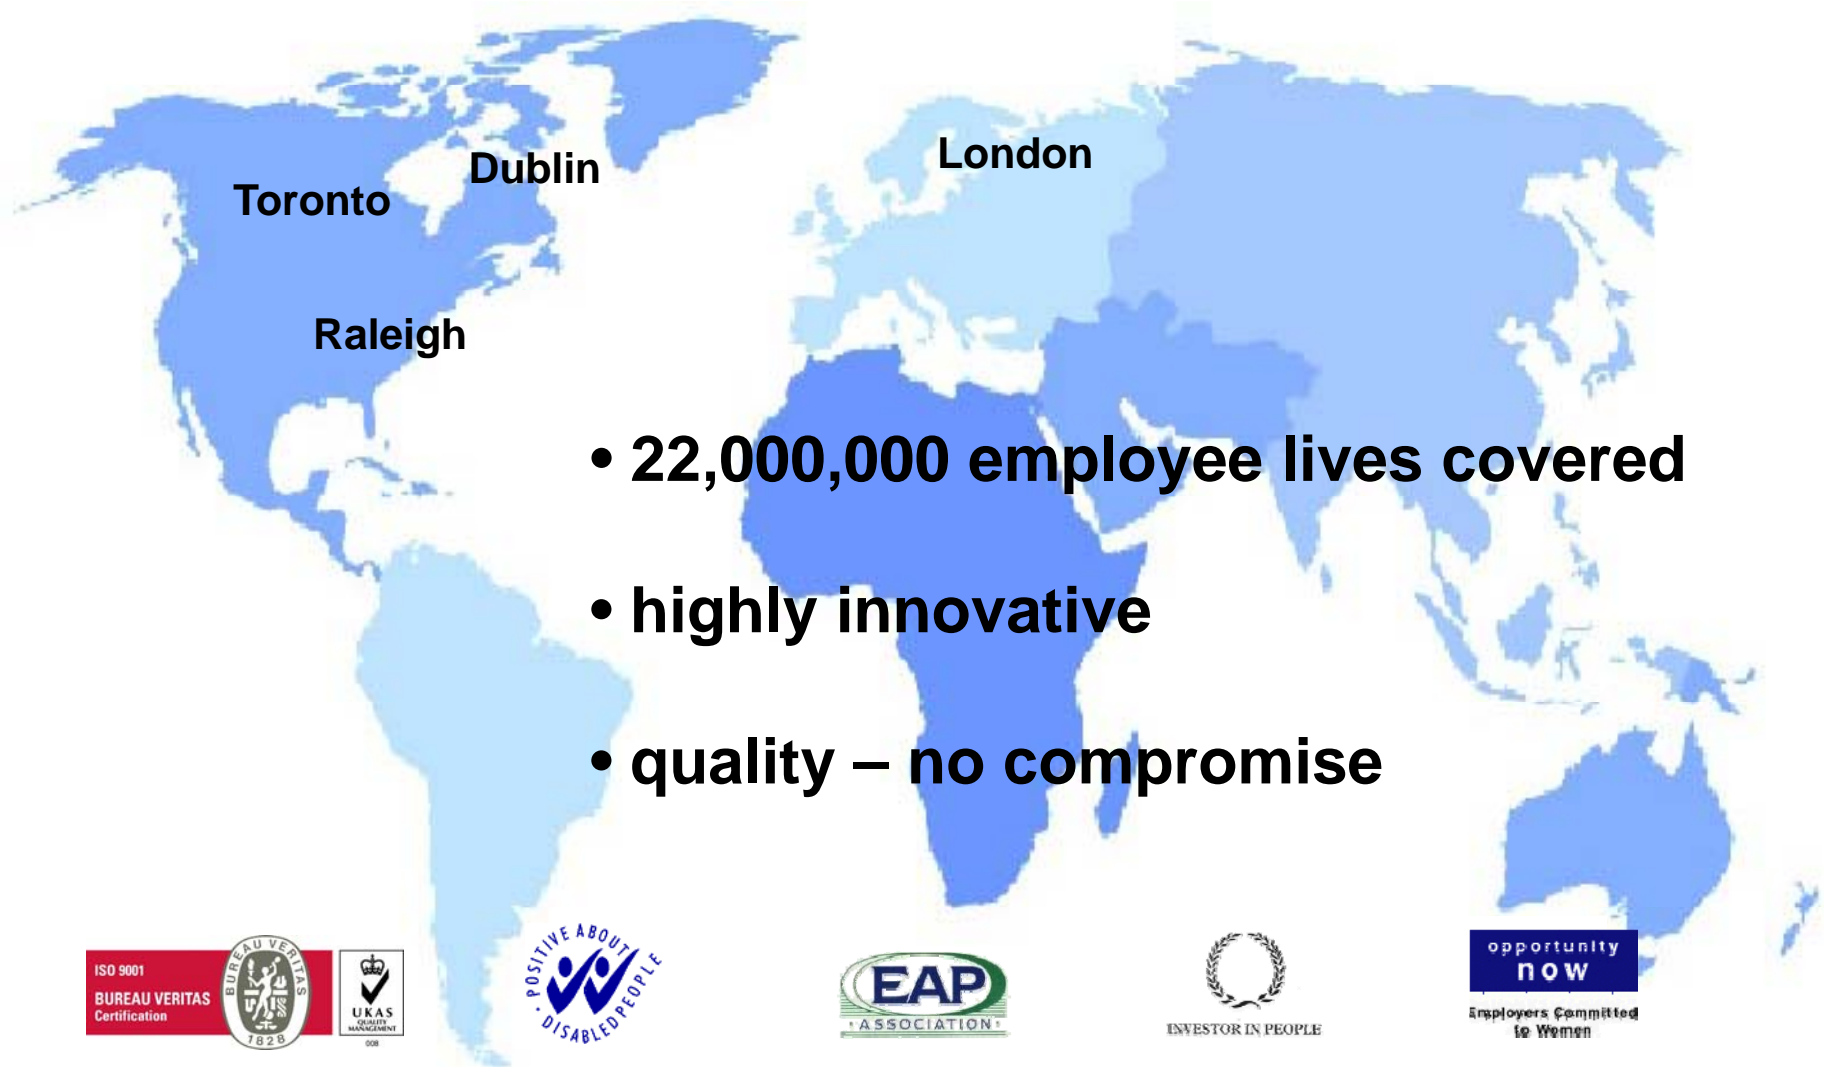 London
Dublin
Toronto
Raleigh
• 22,000,000 employee lives covered
• highly innovative
• quality – no compromise
ISO 9001
BUREAU VERITAS
Certification
BUREAU VERITAS
1828
UKAS
QUALITY
MANAGEMENT
008
POSITIVE ABOUT
DISABLED PEOPLE
EAP
ASSOCIATION
INVESTOR IN PEOPLE
opportunity
now
Employers Committed
to Women